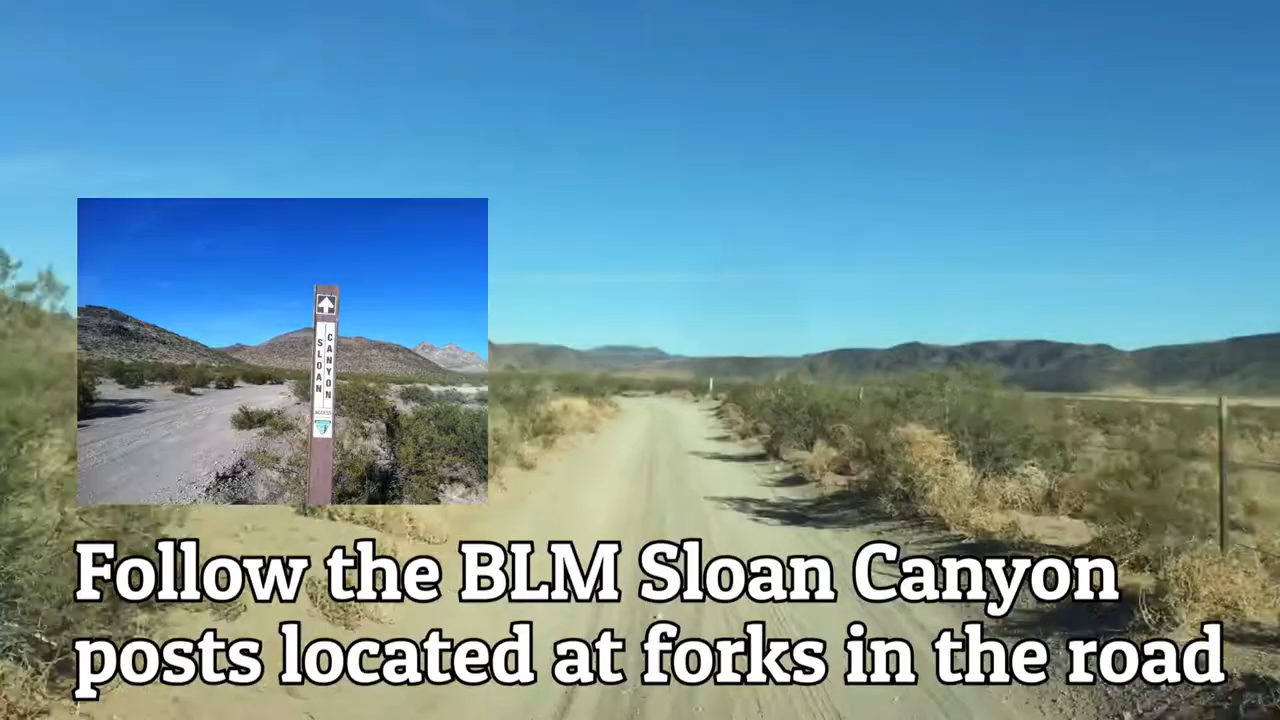 SLOAN
CANYON
ACCESS
Follow the BLM Sloan Canyon
posts located at forks in the road